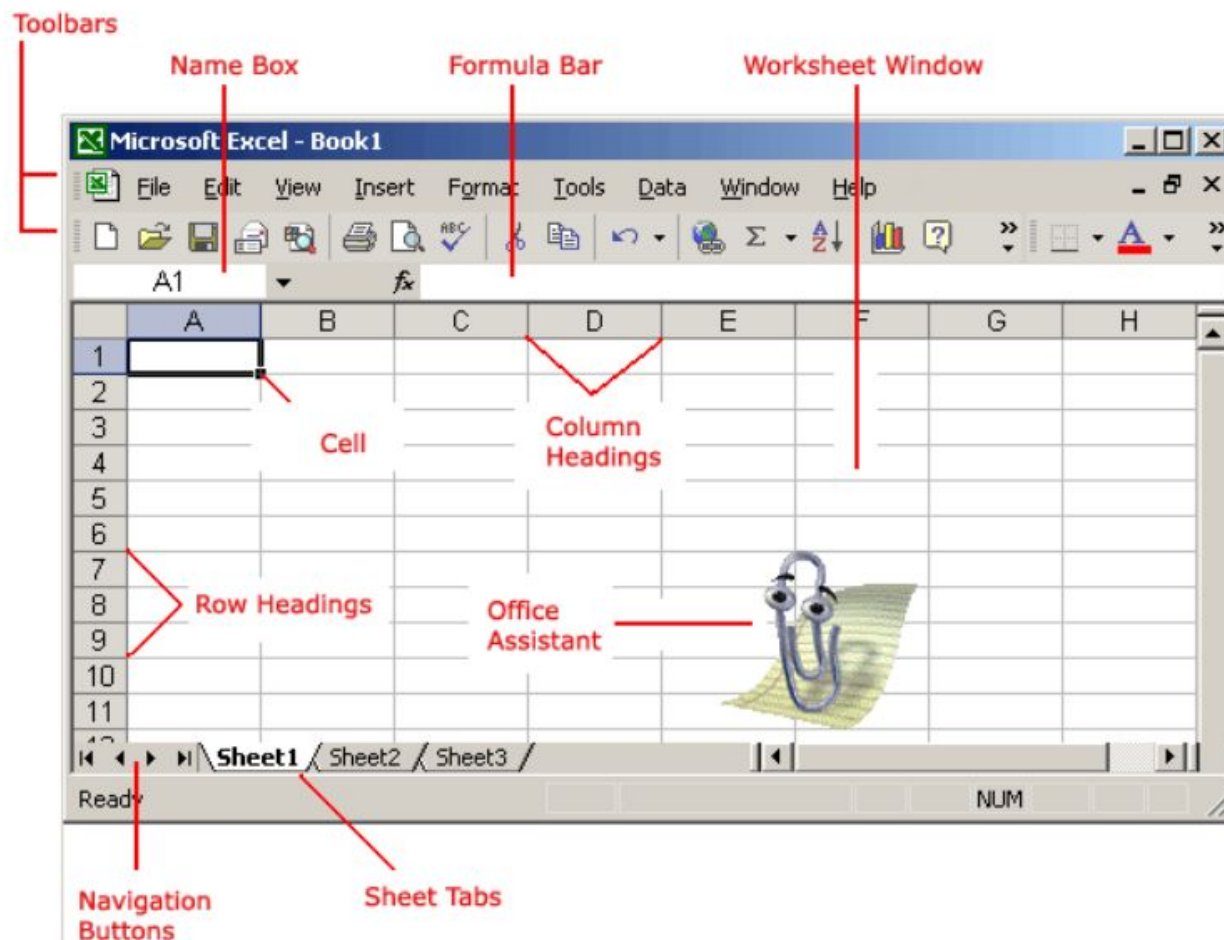 Toolbars
Name Box
Formula Bar
Worksheet Window
Microsoft Excel - Book1
File Edit View Insert Format Tools Data Window Help
ABC Σ A Z ? » A »
A1 fx
A B C D E F G H
1
2
3
Cell
Column
Headings
4
5
6
7
8
Row Headings
Office
Assistant
9
10
11
Sheet1 Sheet2 Sheet3
Ready NUM
Navigation
Buttons
Sheet Tabs